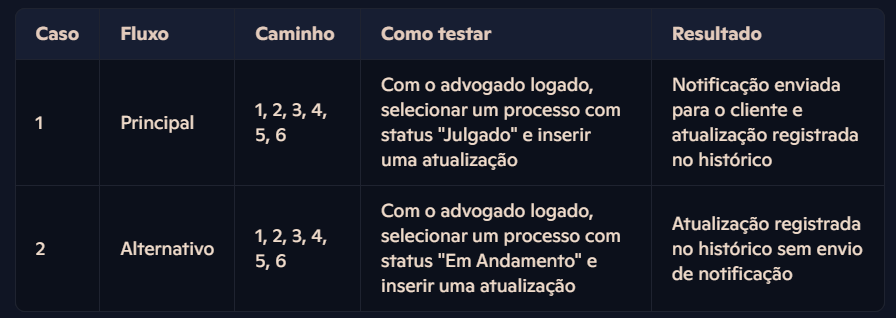 Caso Fluxo Caminho Como testar Resultado
1 Principal 1, 2, 3, 4, 5, 6 Com o advogado logado, selecionar um processo com status "Julgado" e inserir uma atualização Notificação enviada para o cliente e atualização registrada no histórico
2 Alternativo 1, 2, 3, 4, 5, 6 Com o advogado logado, selecionar um processo com status "Em Andamento" e inserir uma atualização Atualização registrada no histórico sem envio de notificação